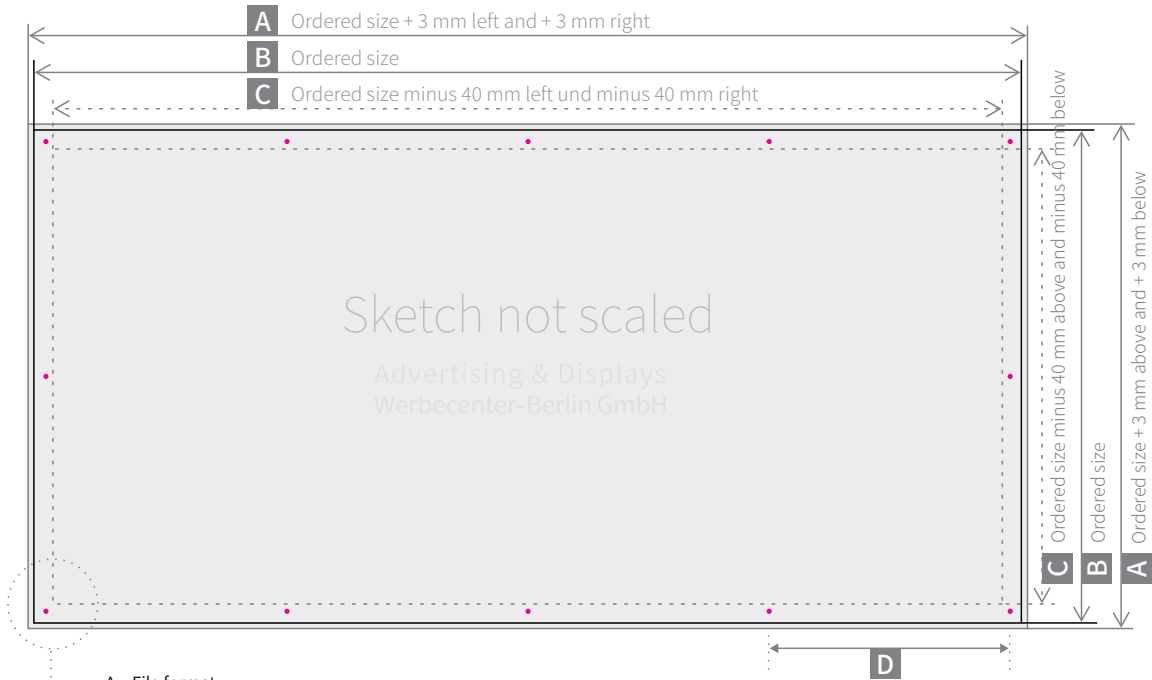 A Ordered size + 3 mm left and + 3 mm right
B Ordered size
C Ordered size minus 40 mm left und minus 40 mm right
Sketch not scaled
Advertising & Displays
Werbecenter-Berlin GmbH
C Ordered size minus 40 mm above and minus 40 mm below
B Ordered size
A Ordered size + 3 mm above and + 3 mm below
D
A File format